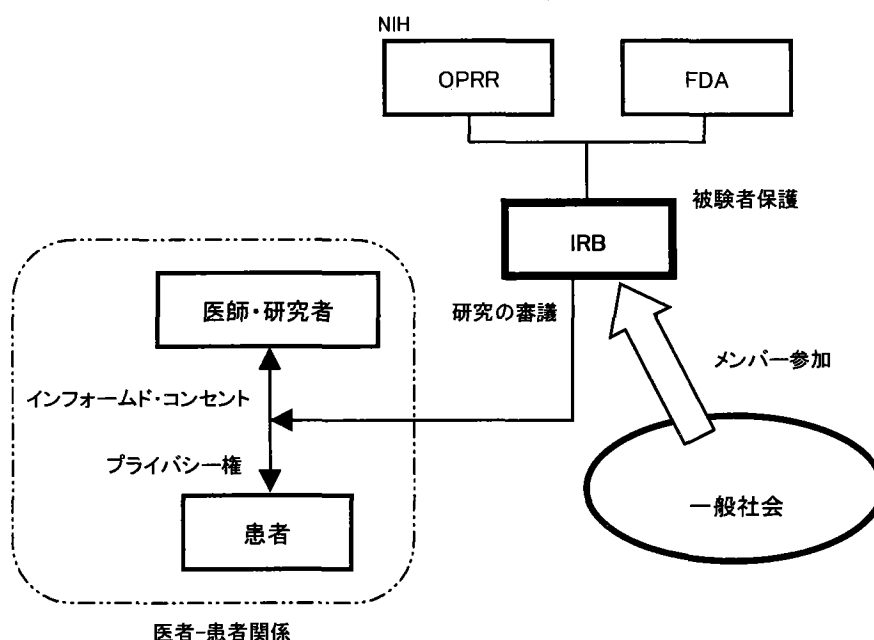 NIH
OPRR
FDA
被験者保護
IRB
医師・研究者
研究の審議
メンバー参加
インフォームド・コンセント
プライバシー権
一般社会
患者
医者-患者関係